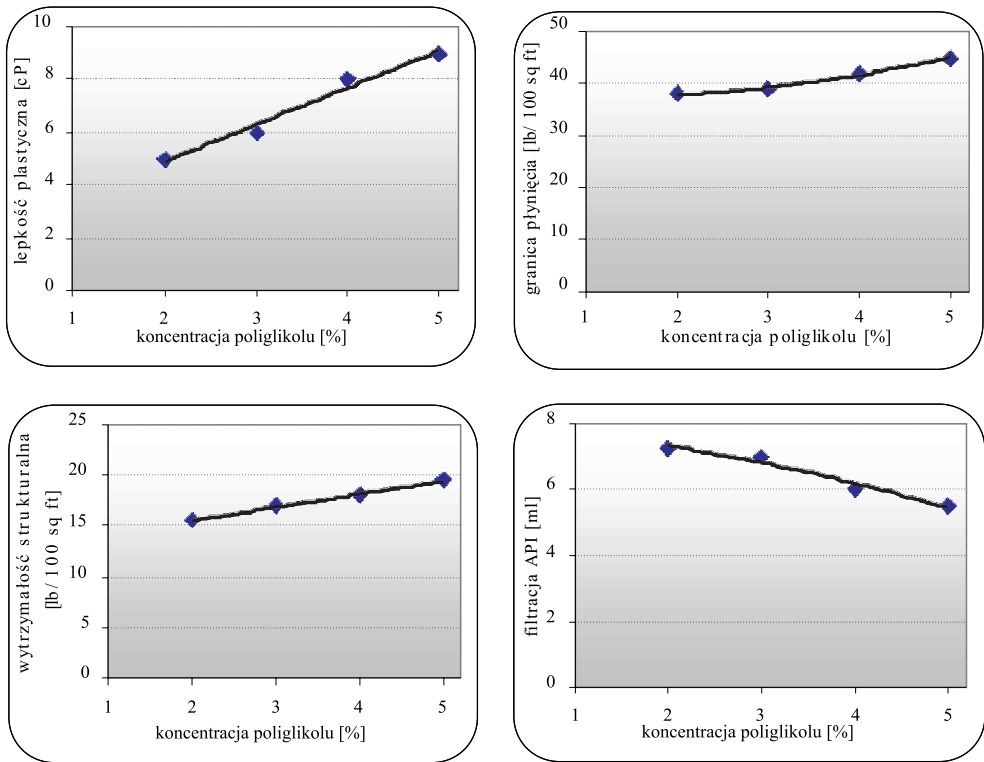 lepkość plastyczna [cP]
10
8
6
4
2
0
1 2 3 4 5
koncentracja poliglikolu [%]
granica płynięcia [lb/ 100 sq ft]
50
40
30
20
10
0
1 2 3 4 5
koncentracja poliglikolu [%]
wytrzymałość strukturalna
[lb/ 100 sq ft]
25
20
15
10
5
0
1 2 3 4 5
koncentracja poliglikolu [%]
filtracja API [ml]
8
6
4
2
0
1 2 3 4 5
koncentracja poliglikolu [%]